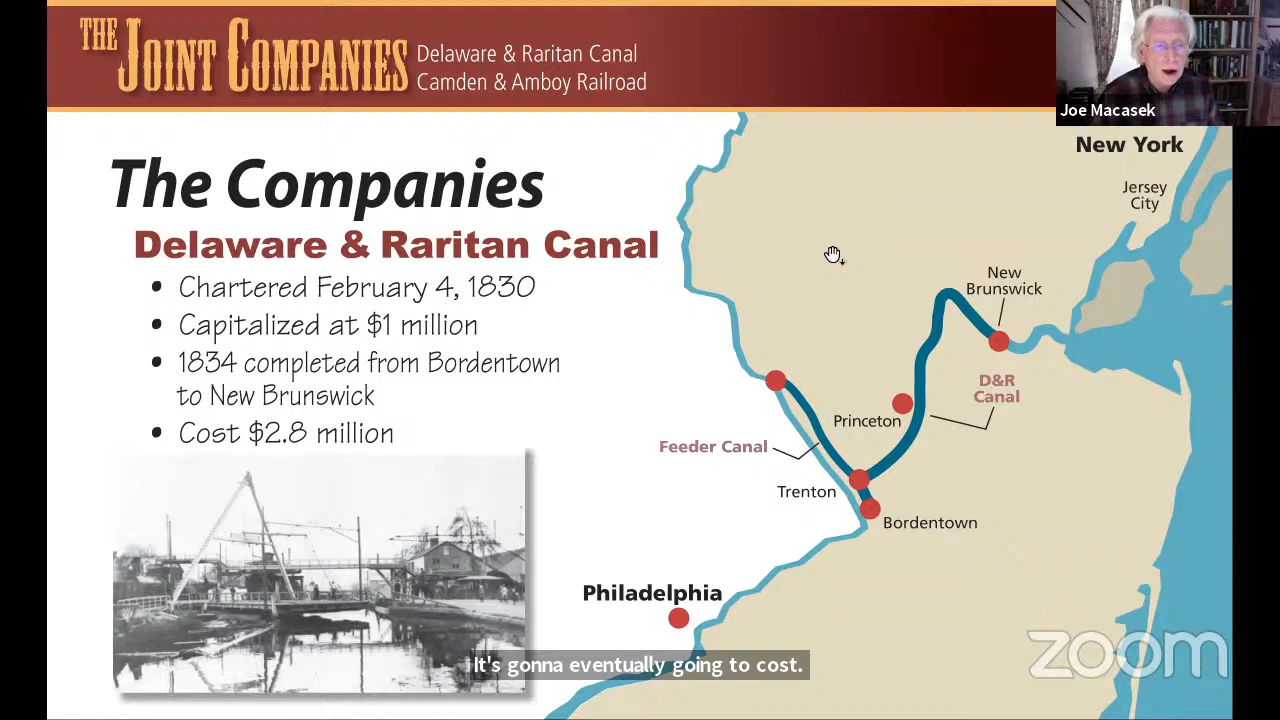 THE JOINT COMPANIES
Delaware & Raritan Canal
Camden & Amboy Railroad
Joe Macasek
The Companies
Delaware & Raritan Canal
• Chartered February 4, 1830
• Capitalized at $1 million
• 1834 completed from Bordentown
to New Brunswick
• Cost $2.8 million
New York
Jersey
City
New
Brunswick
D&R
Canal
Princeton
Feeder Canal
Trenton
Bordentown
Philadelphia
It's gonna eventually going to cost.
zoom